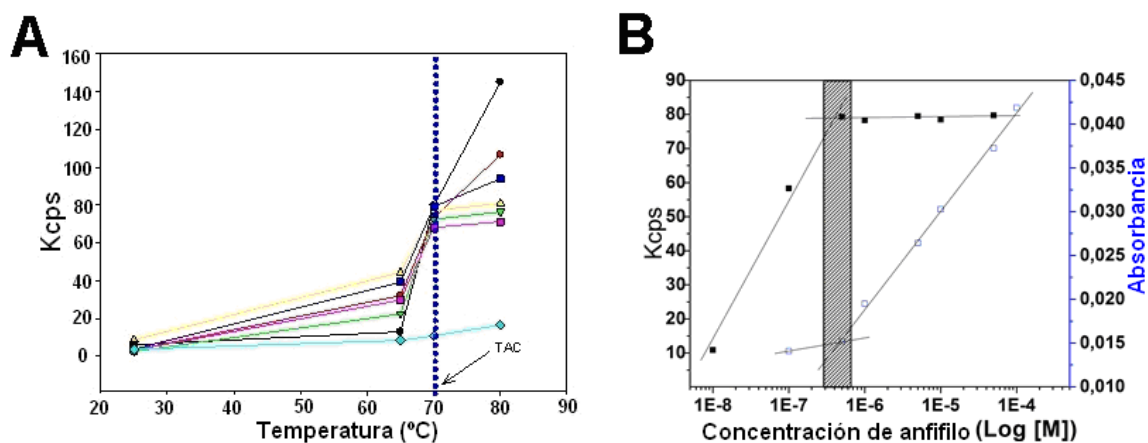 A
Kcps
160
140
120
100
80
60
40
20
0
20 30 40 50 60 70 80 90
Temperatura (ºC)
TAC
B
Kcps
90
80
70
60
50
40
30
20
10
1E-8 1E-7 1E-6 1E-5 1E-4
Concentración de anfifilo (Log [M])
0,045
0,040
0,035
0,030
0,025
0,020
0,015
0,010
Absorbancia